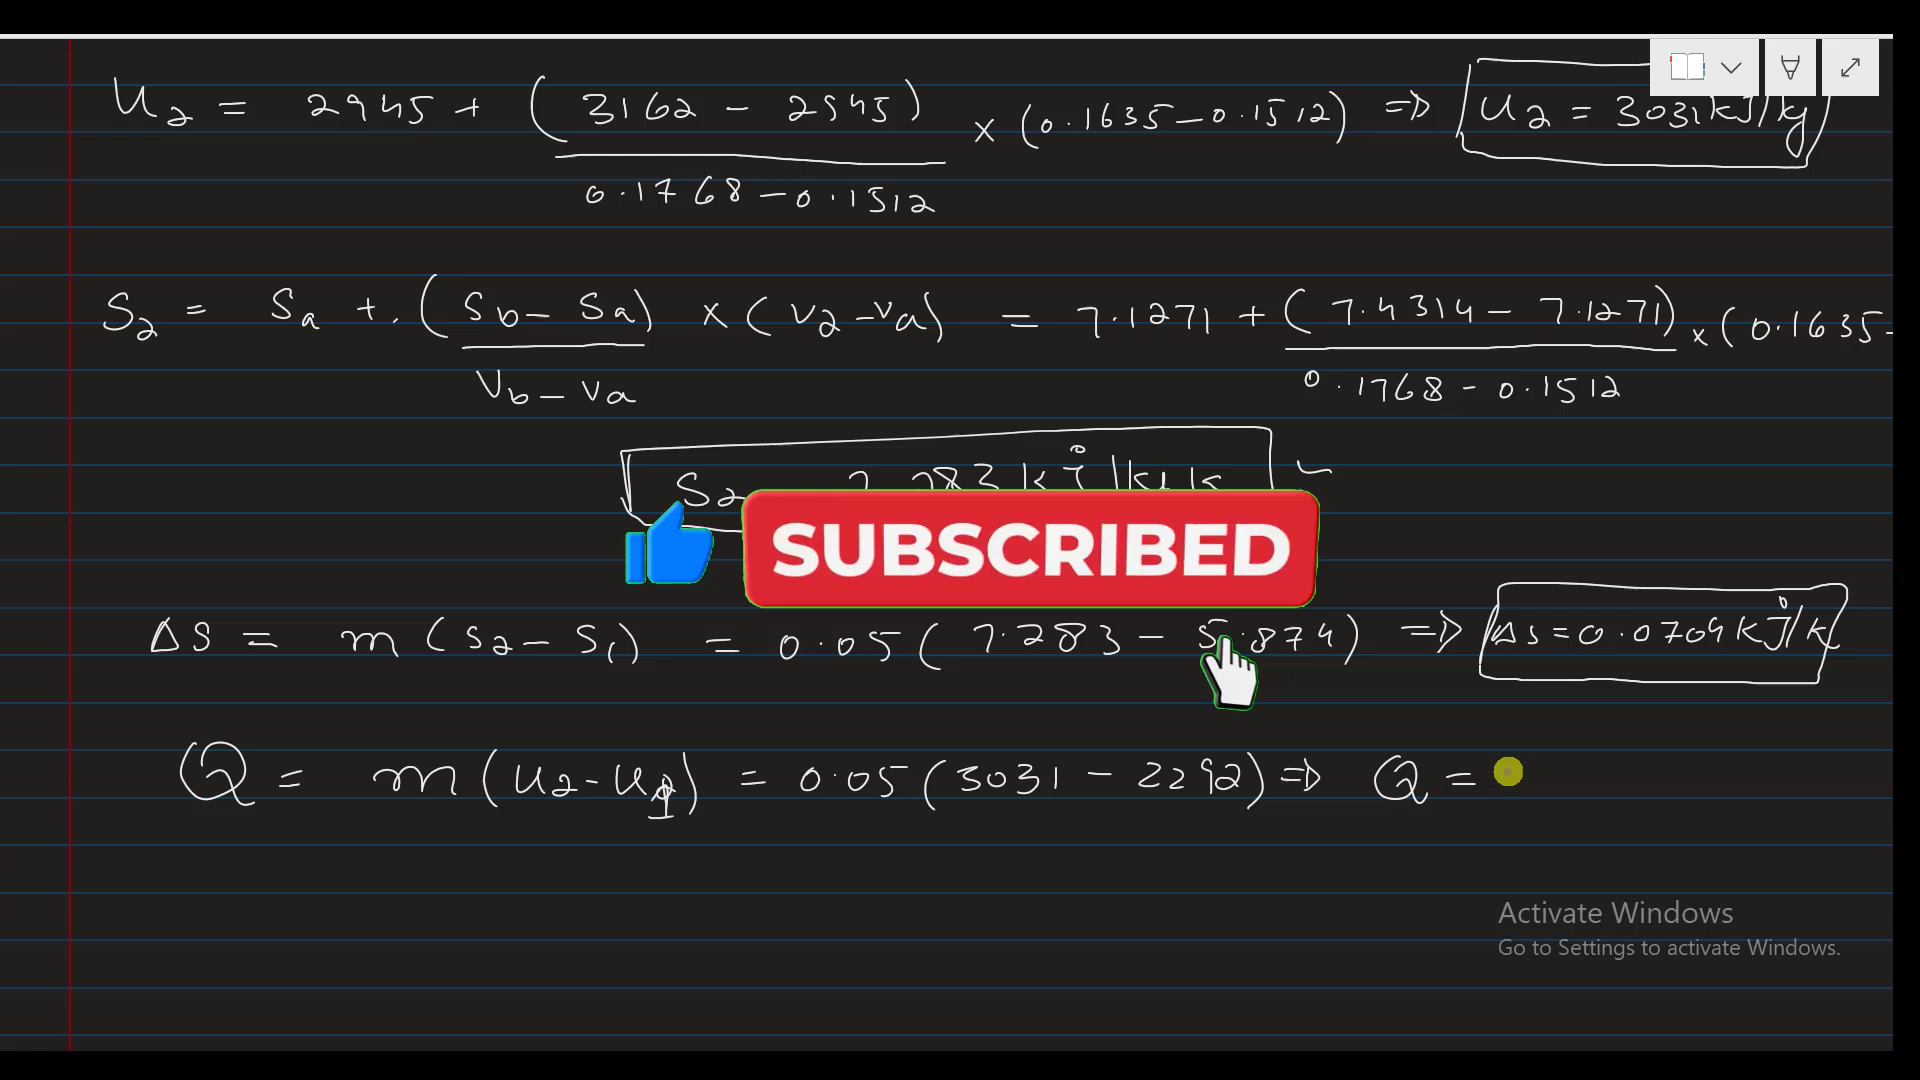 U2 = 2945 + (3162 - 2945) × (0.1635 - 0.1512) => U2 = 3031 kJ/kg
0.1768 - 0.1512
S2 = Sa + (Sb - Sa) × (V2 - Va) = 7.1271 + (7.4314 - 7.1271) × (0.1635 -
Vb - Va 0.1768 - 0.1512
S2
SUBSCRIBED
ΔS = m (S2 - S1) = 0.05 (7.283 - 5.874) => ΔS = 0.0704 kJ/K
Q = m (U2 - U1) = 0.05 (3031 - 2292) => Q =
Activate Windows
Go to Settings to activate Windows.